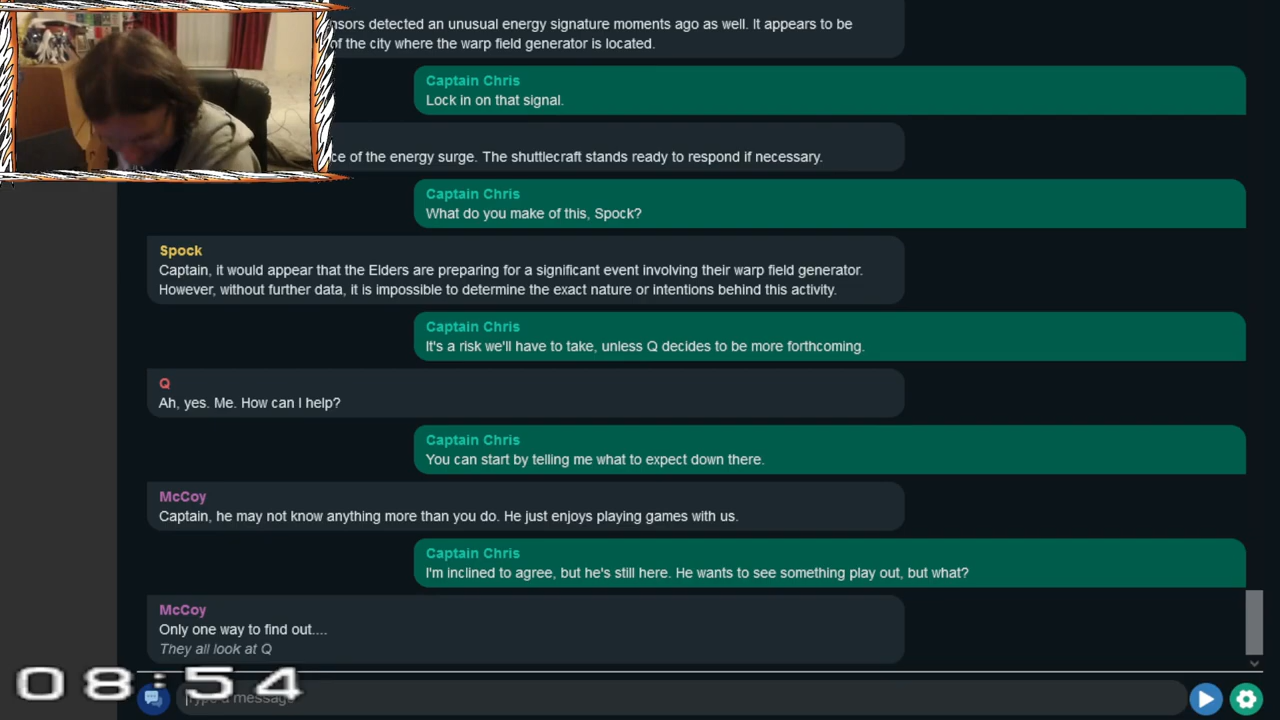 nsors detected an unusual energy signature moments ago as well. It appears to be
of the city where the warp field generator is located.
Captain Chris
Lock in on that signal.
ce of the energy surge. The shuttlecraft stands ready to respond if necessary.
Captain Chris
What do you make of this, Spock?
Spock
Captain, it would appear that the Elders are preparing for a significant event involving their warp field generator.
However, without further data, it is impossible to determine the exact nature or intentions behind this activity.
Captain Chris
It's a risk we'll have to take, unless Q decides to be more forthcoming.
Q
Ah, yes. Me. How can I help?
Captain Chris
You can start by telling me what to expect down there.
McCoy
Captain, he may not know anything more than you do. He just enjoys playing games with us.
Captain Chris
I'm inclined to agree, but he's still here. He wants to see something play out, but what?
McCoy
Only one way to find out....
They all look at Q
08:54
Type a message